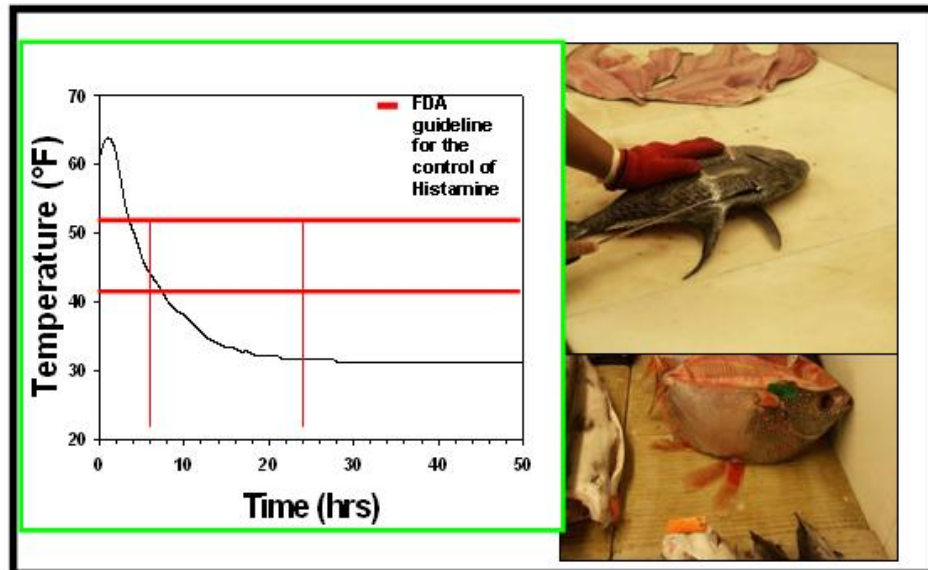 70
60
50
40
30
20
Temperature (°F)
FDA
guideline
for the
control of
Histamine
0
10
20
30
40
50
Time (hrs)